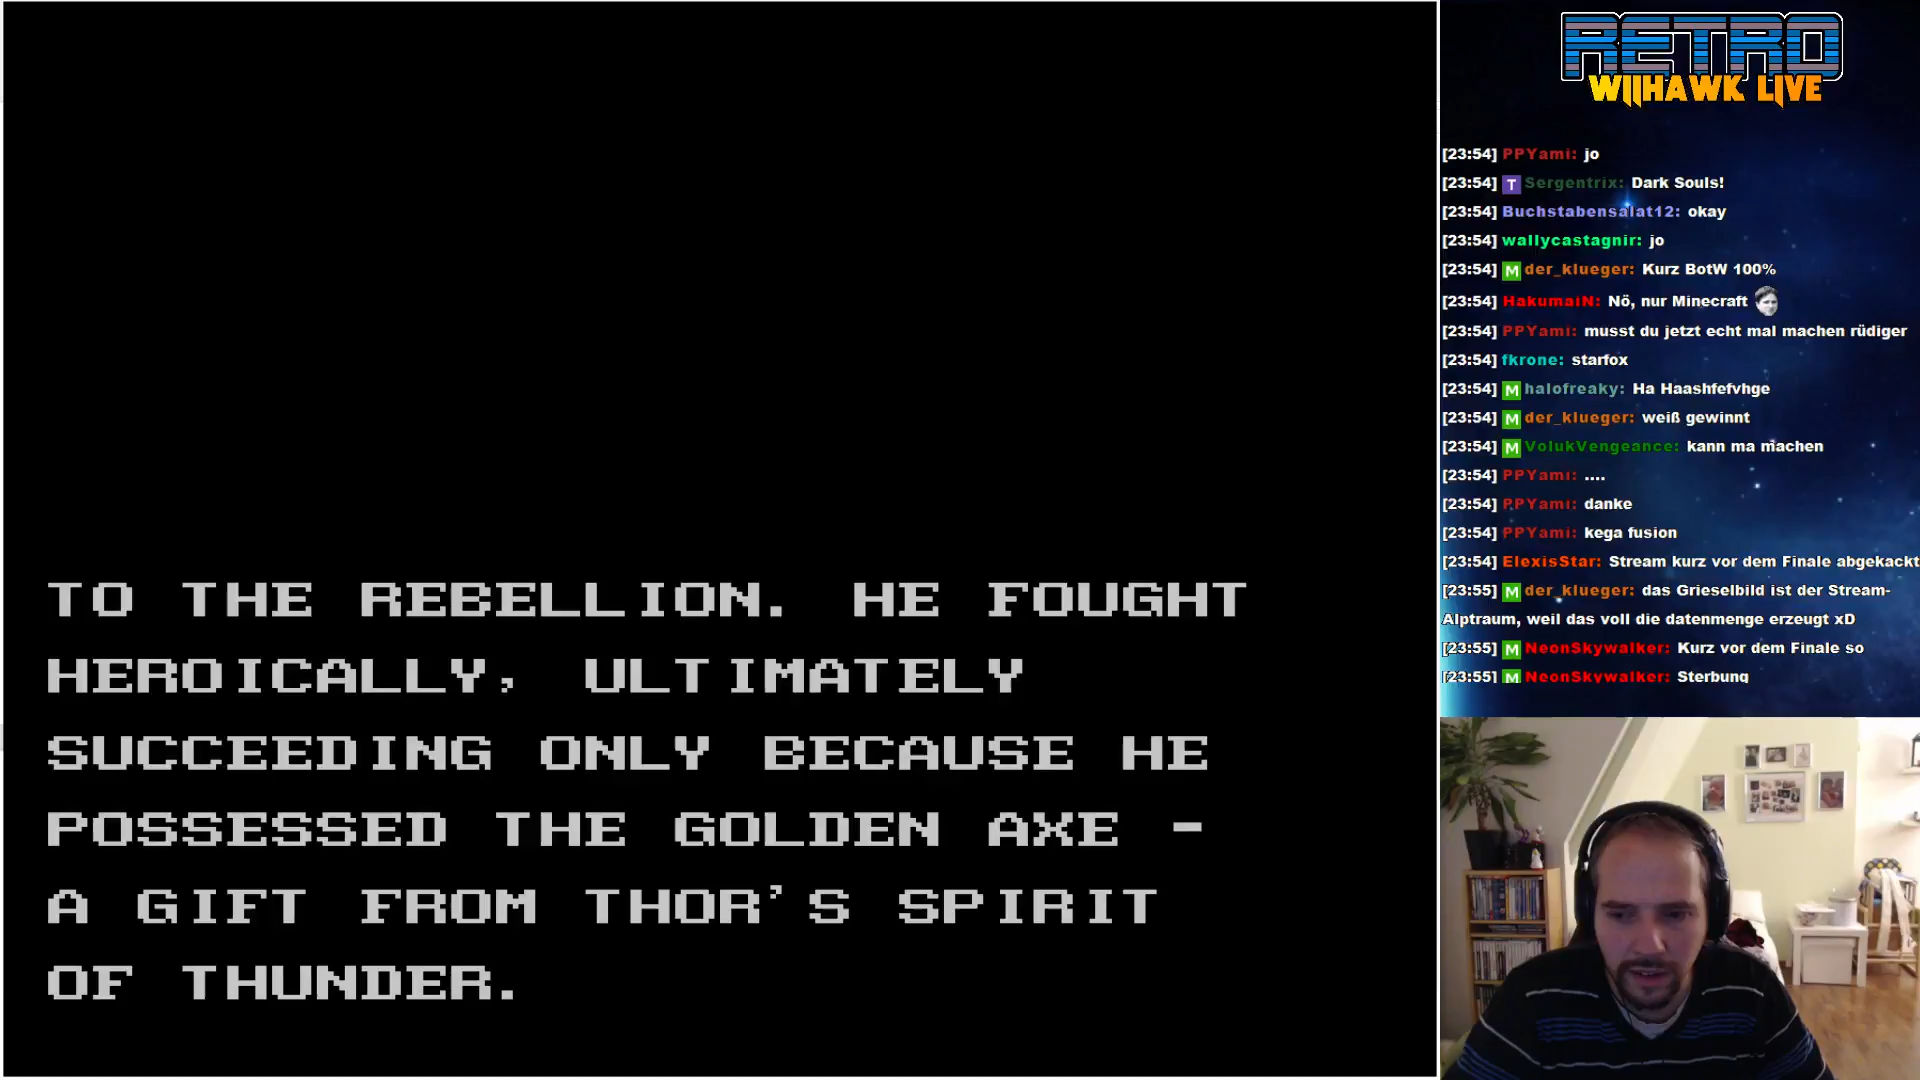 TO THE REBELLION. HE FOUGHT
HEROICALLY, ULTIMATELY
SUCCEEDING ONLY BECAUSE HE
POSSESSED THE GOLDEN AXE -
A GIFT FROM THOR'S SPIRIT
OF THUNDER.
RETRO
WIIHAWK LIVE
[23:54] PPYami: jo
[23:54] T Sergentrix: Dark Souls!
[23:54] Buchstabensalat12: okay
[23:54] wallycastagnir: jo
[23:54] M der_klueger: Kurz BotW 100%
[23:54] HakumaiN: Nö, nur Minecraft
[23:54] PPYami: musst du jetzt echt mal machen rüdiger
[23:54] fkrone: starfox
[23:54] M halofreaky: Ha Haashfefvhge
[23:54] M der_klueger: weiß gewinnt
[23:54] M VolukVengeance: kann ma machen
[23:54] PPYami: ....
[23:54] PPYami: danke
[23:54] PPYami: kega fusion
[23:54] ElexisStar: Stream kurz vor dem Finale abgekackt
[23:55] M der_klueger: das Grieselbild ist der Stream-
Alptraum, weil das voll die datenmenge erzeugt xD
[23:55] M NeonSkywalker: Kurz vor dem Finale so
[23:55] M NeonSkywalker: Sterbung